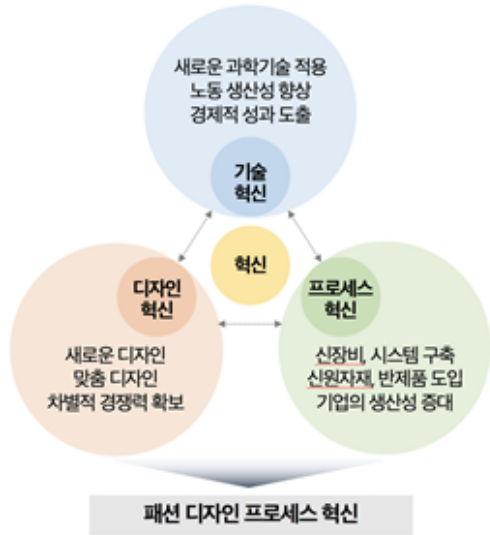 새로운 과학기술 적용
노동 생산성 향상
경제적 성과 도출
기술
혁신
혁신
디자인
혁신
새로운 디자인
맞춤 디자인
차별적 경쟁력 확보
프로세스
혁신
신장비, 시스템 구축
신원자재, 반제품 도입
기업의 생산성 증대
패션 디자인 프로세스 혁신